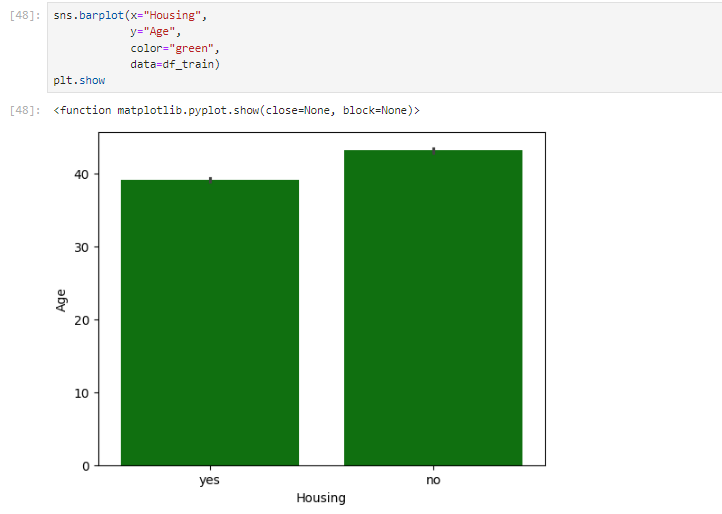 [48]: sns.barplot(x="Housing",
y="Age",
color="green",
data=df_train)
plt.show
[48]: <function matplotlib.pyplot.show(close=None, block=None)>
40
30
20
10
0
Age
yes no
Housing